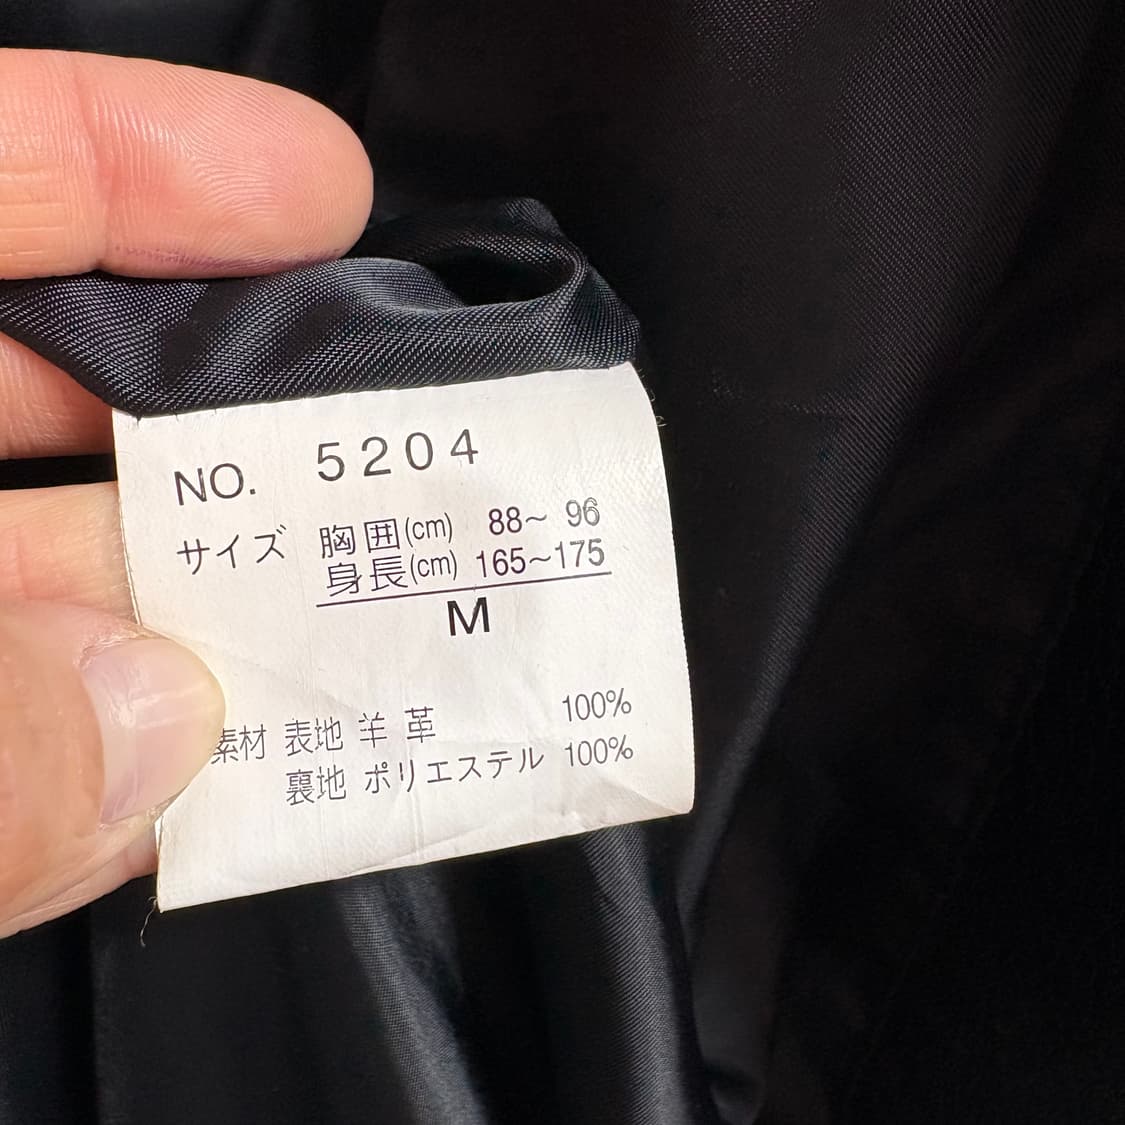 NO. 5204
サイズ 胸囲(cm) 88~ 96
身長(cm) 165~175
M
素材 表地 羊 革 100%
裏地 ポリエステル 100%